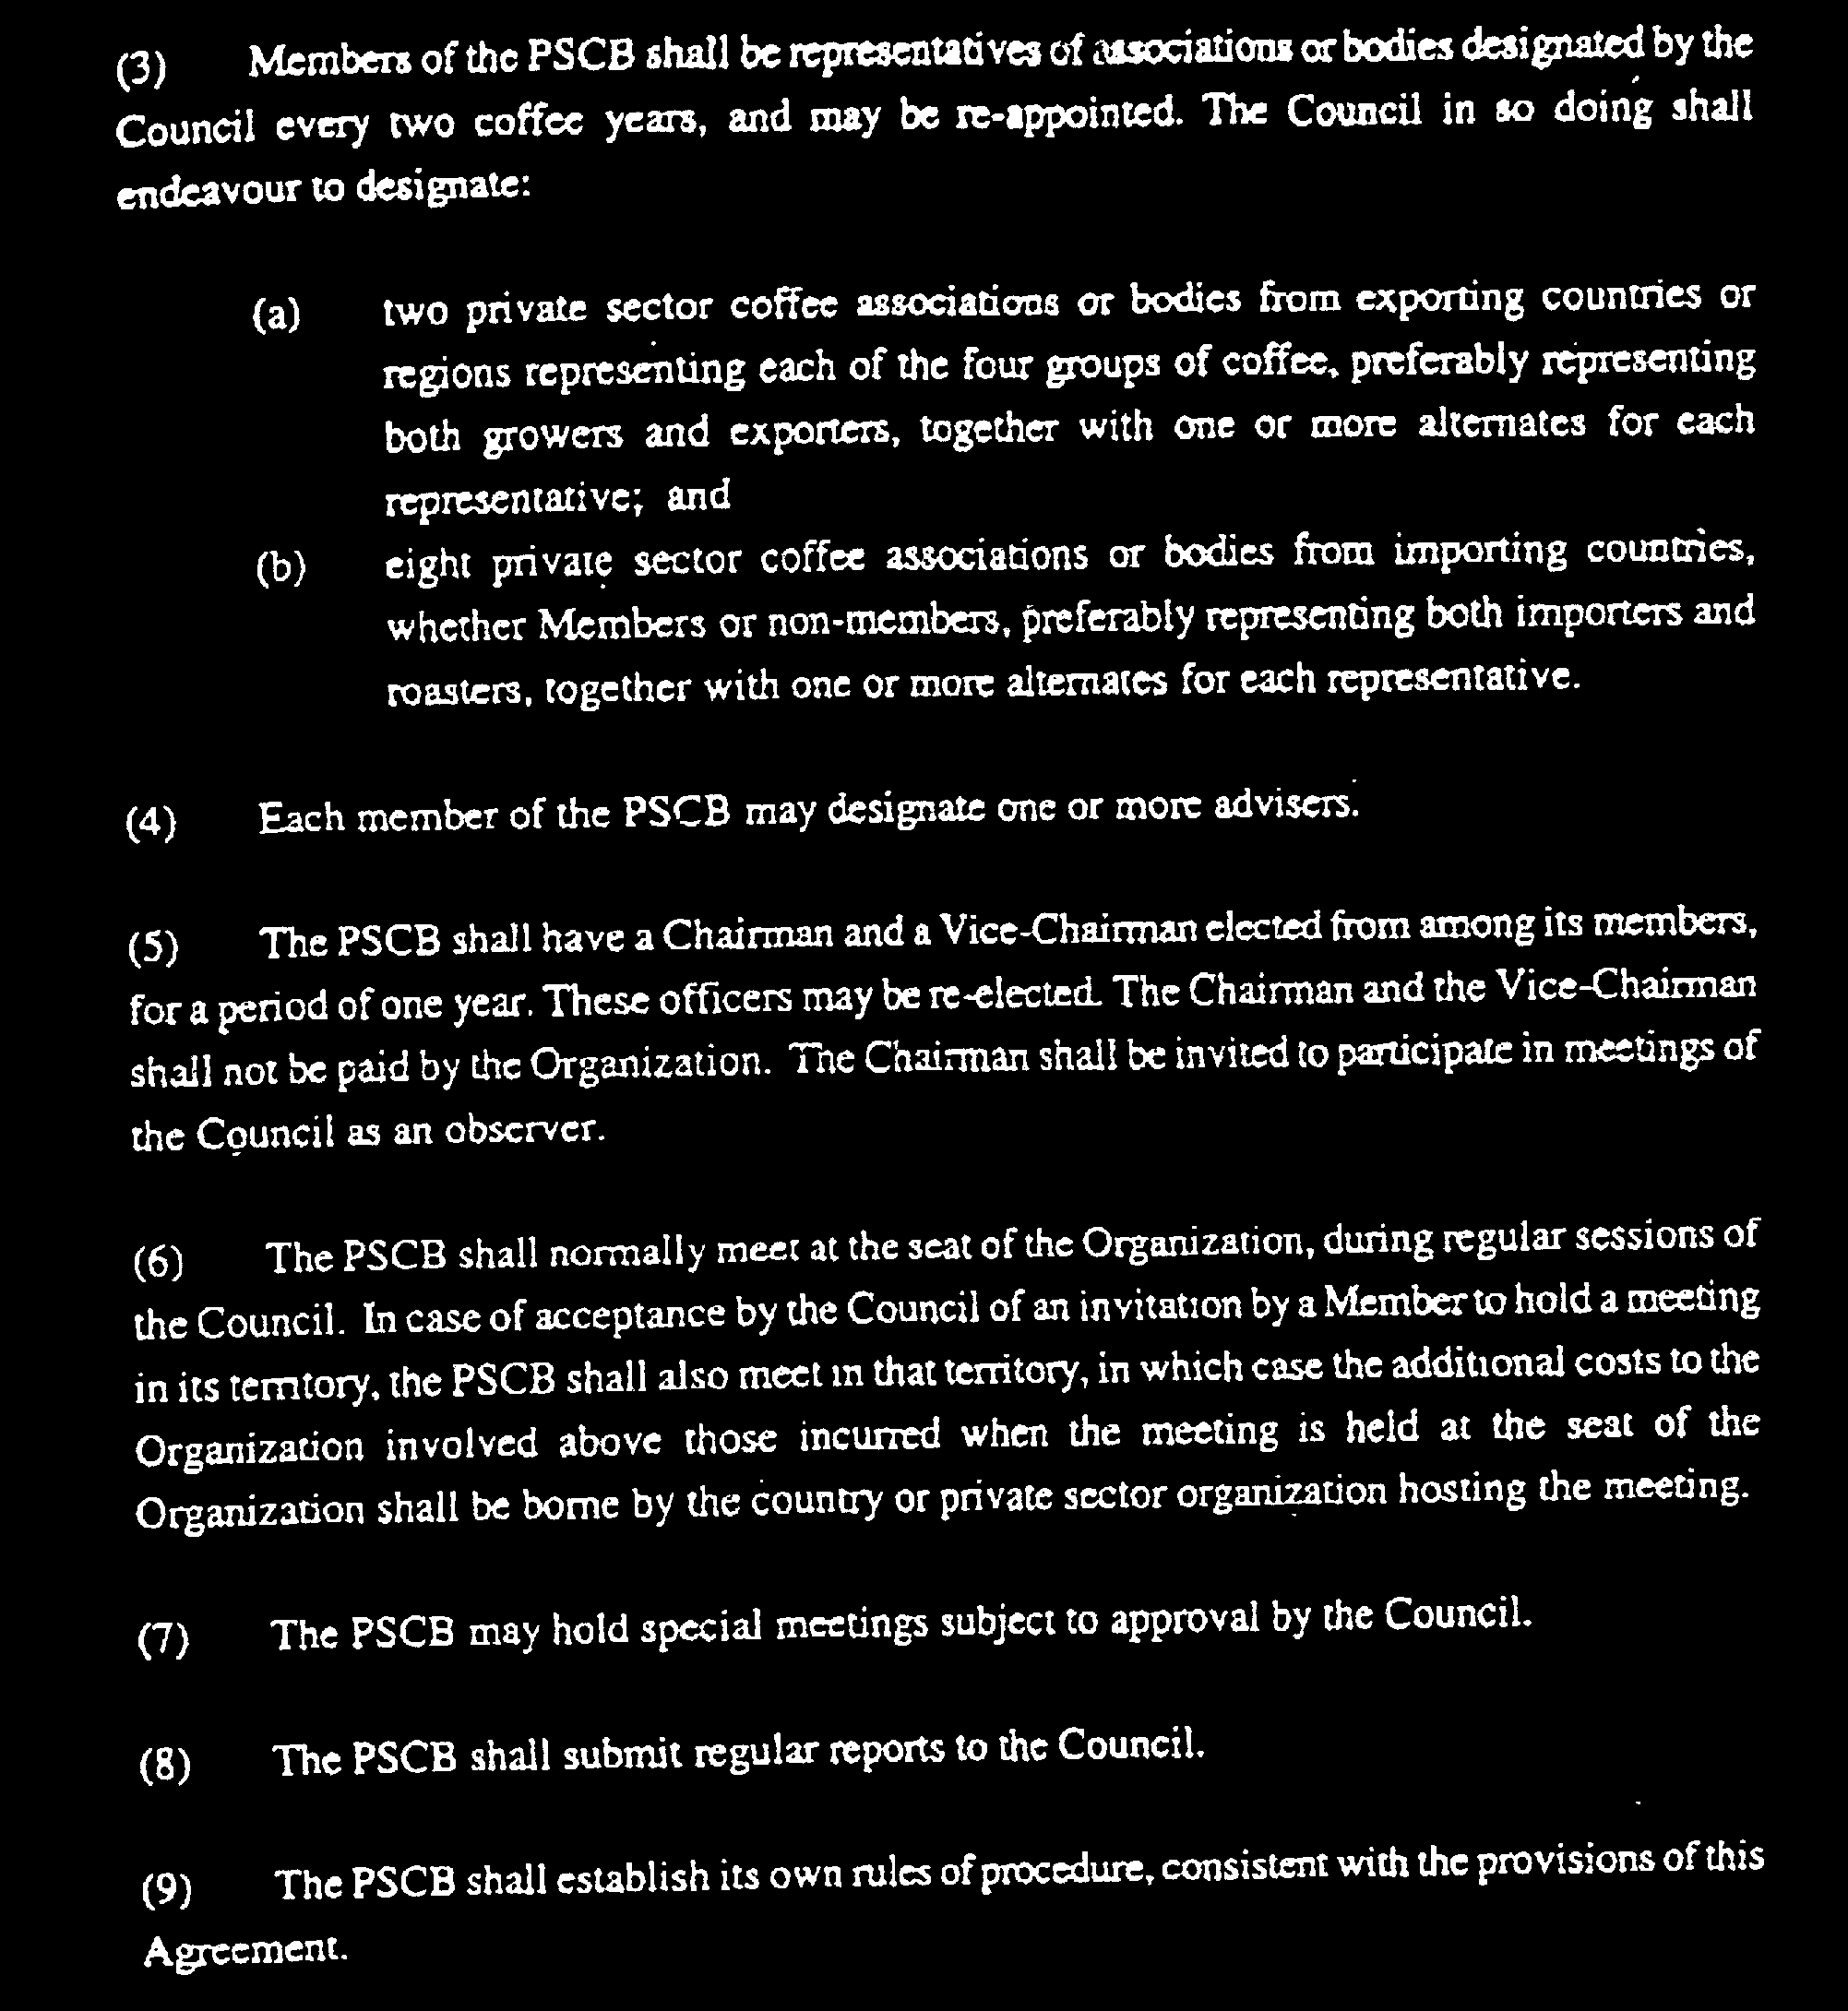 (3) Members of the PSCB shall be representatives of associations or bodies designated by the
Council every two coffee years, and may be re-appointed. The Council in so doing shall
endeavour to designate:
(a) two private sector coffee associations or bodies from exporting countries or
regions representing each of the four groups of coffee, preferably representing
both growers and exporters, together with one or more alternates for each
representative; and
(b) eight private sector coffee associations or bodies from importing countries,
whether Members or non-members, preferably representing both importers and
roasters, together with one or more alternates for each representative.
(4) Each member of the PSCB may designate one or more advisers.
(5) The PSCB shall have a Chairman and a Vice-Chairman elected from among its members,
for a period of one year. These officers may be re-elected. The Chairman and the Vice-Chairman
shall not be paid by the Organization. The Chairman shall be invited to participate in meetings of
the Council as an observer.
(6) The PSCB shall normally meet at the seat of the Organization, during regular sessions of
the Council. In case of acceptance by the Council of an invitation by a Member to hold a meeting
in its territory, the PSCB shall also meet in that territory, in which case the additional costs to the
Organization involved above those incurred when the meeting is held at the seat of the
Organization shall be borne by the country or private sector organization hosting the meeting.
(7) The PSCB may hold special meetings subject to approval by the Council.
(8) The PSCB shall submit regular reports to the Council.
(9) The PSCB shall establish its own rules of procedure, consistent with the provisions of this
Agreement.